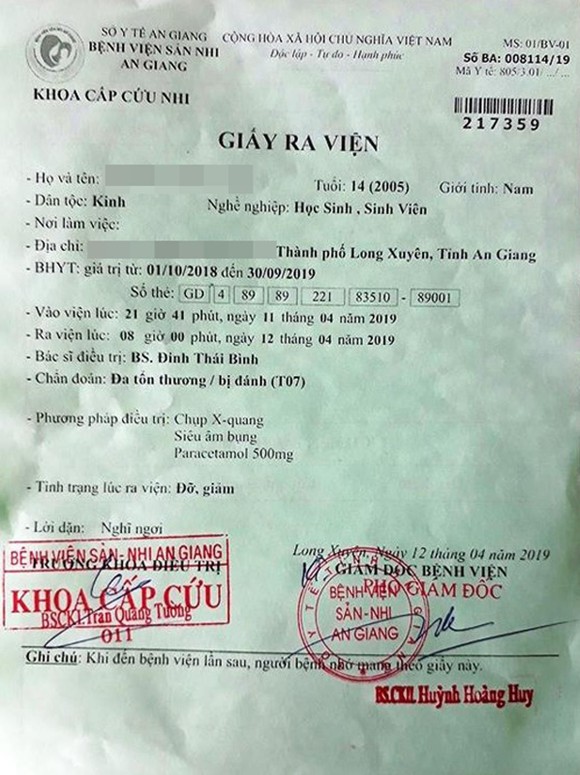 SỞ Y TẾ AN GIANG
BỆNH VIỆN SẢN NHI
AN GIANG
KHOA CẤP CỨU NHI
CỘNG HÒA XÃ HỘI CHỦ NGHĨA VIỆT NAM
Độc lập - Tự do - Hạnh phúc
MS: 01/BV-01
Số BA: 008114/19
Mã Y tế: 805/3.01/ .../...
217359
GIẤY RA VIỆN
- Họ và tên:
Tuổi: 14 (2005) Giới tính: Nam
- Dân tộc: Kinh Nghề nghiệp: Học Sinh , Sinh Viên
- Nơi làm việc:
- Địa chỉ: Thành phố Long Xuyên, Tỉnh An Giang
- BHYT: giá trị từ: 01/10/2018 đến 30/09/2019
Số thẻ: GD 4 89 89 221 83510 - 89001
- Vào viện lúc: 21 giờ 41 phút, ngày 11 tháng 04 năm 2019
- Ra viện lúc: 08 giờ 00 phút, ngày 12 tháng 04 năm 2019
- Bác sĩ điều trị: BS. Đinh Thái Bình
- Chẩn đoán: Đa tổn thương / bị đánh (T07)
- Phương pháp điều trị: Chụp X-quang
Siêu âm bụng
Paracetamol 500mg
- Tình trạng lúc ra viện: Đỡ, giảm
- Lời dặn: Nghĩ ngơi
BỆNH VIỆN SẢN - NHI AN GIANG
TRƯỞNG KHOA ĐIỀU TRỊ
KHOA CẤP CỨU
BSCKI Trần Quang Tường
011
Long Xuyên, Ngày 12 tháng 04 năm 2019
GIÁM ĐỐC BỆNH VIỆN
PHÓ GIÁM ĐỐC
BỆNH VIỆN
SẢN-NHI
AN GIANG
Ghi chú: Khi đến bệnh viện lần sau, người bệnh nhớ mang theo giấy này.
BS.CKII. Huỳnh Hoàng Huy